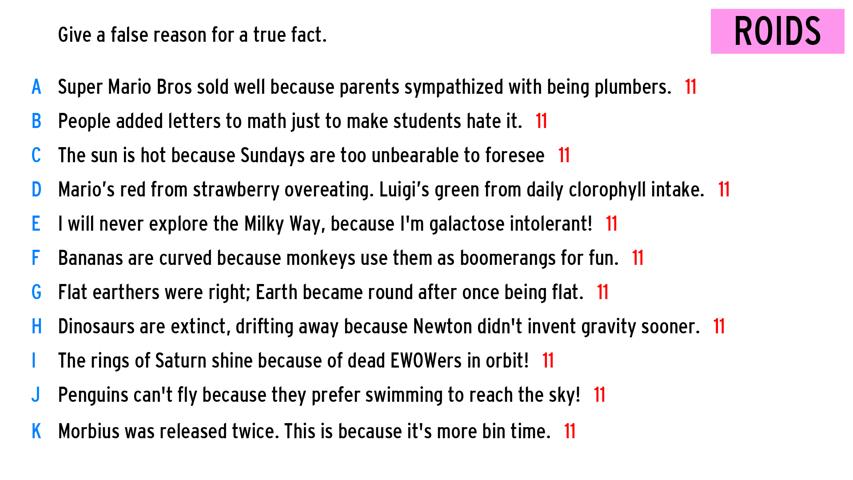 Give a false reason for a true fact.
ROIDS
A Super Mario Bros sold well because parents sympathized with being plumbers. 11
B People added letters to math just to make students hate it. 11
C The sun is hot because Sundays are too unbearable to foresee 11
D Mario's red from strawberry overeating. Luigi's green from daily clorophyll intake. 11
E I will never explore the Milky Way, because I'm galactose intolerant! 11
F Bananas are curved because monkeys use them as boomerangs for fun. 11
G Flat earthers were right; Earth became round after once being flat. 11
H Dinosaurs are extinct, drifting away because Newton didn't invent gravity sooner. 11
I The rings of Saturn shine because of dead EWOWers in orbit! 11
J Penguins can't fly because they prefer swimming to reach the sky! 11
K Morbius was released twice. This is because it's more bin time. 11